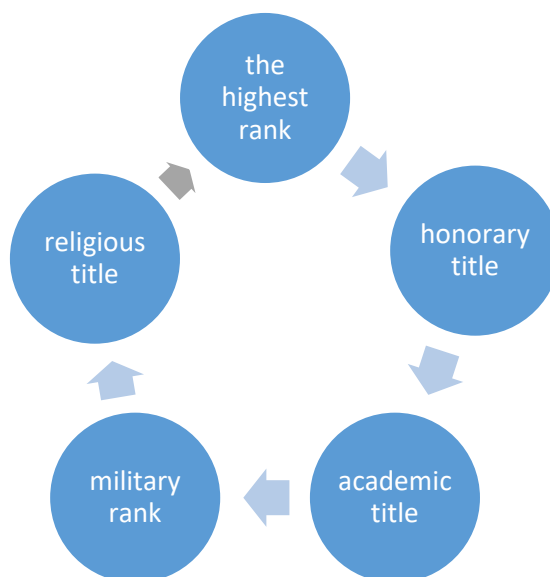 the
highest
rank
honorary
title
academic
title
military
rank
religious
title